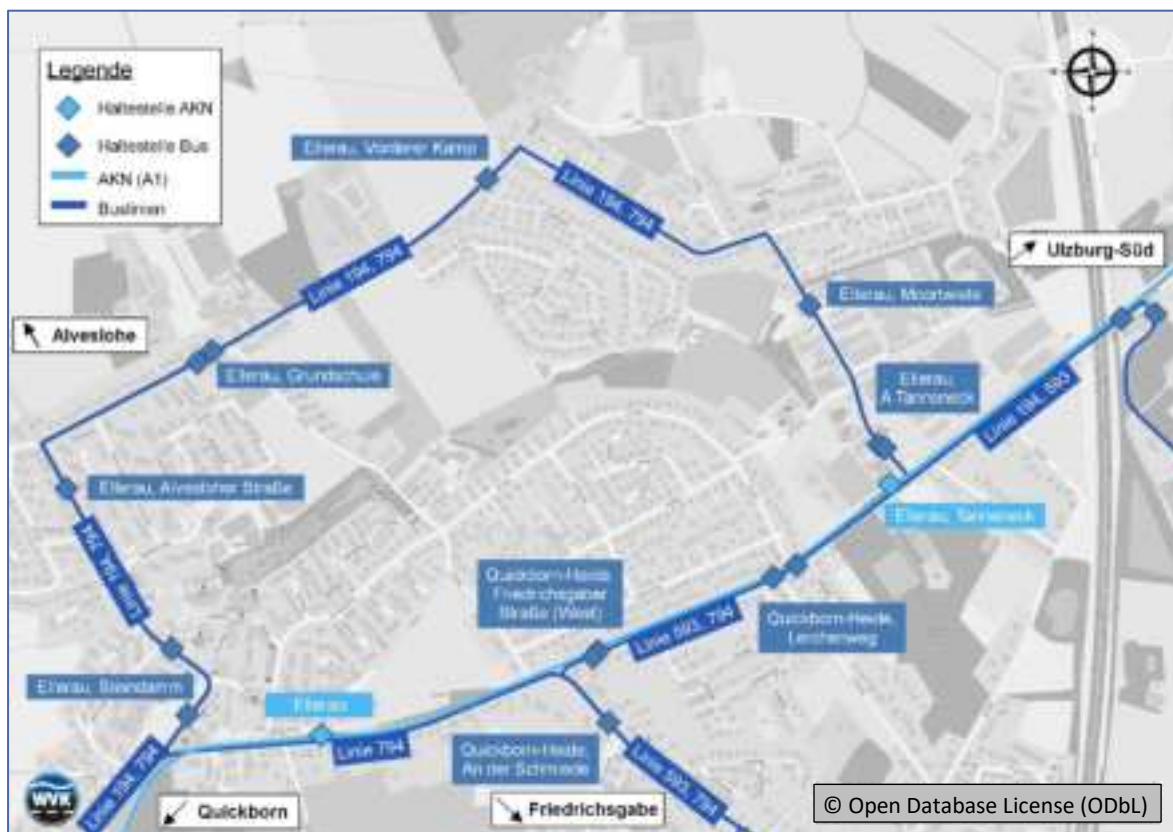 Legende
Haltestelle AKN
Haltestelle Bus
AKN (A1)
Buslinien
Ellerau, Vorderer Kamp
Linie 194, 794
Ulzburg-Süd
Linie 194, 794
Ellerau, Moortwiete
Alveslohe
Ellerau, Grundschule
Ellerau,
A Tanneneck
Linie 194, 593
Ellerau, Alvesloher Straße
Ellerau, Tanneneck
Linie 194, 794
Quickborn-Heide
Friedrichsgaber
Straße (West)
Linie 593, 794
Quickborn-Heide,
Lerchenweg
Ellerau, Steindamm
Ellerau
Linie 794
Quickborn-Heide,
An der Schmiede
Linie 593, 794
Linie 194, 794
WVK
Quickborn
Friedrichsgabe
© Open Database License (ODbL)